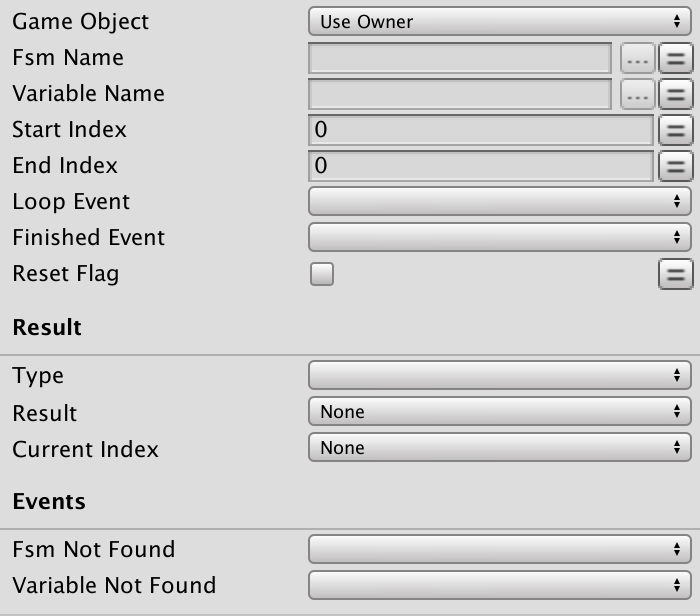 Game Object Use Owner
Fsm Name ... =
Variable Name ... =
Start Index 0 =
End Index 0 =
Loop Event
Finished Event
Reset Flag =
Result
Type
Result None
Current Index None
Events
Fsm Not Found
Variable Not Found